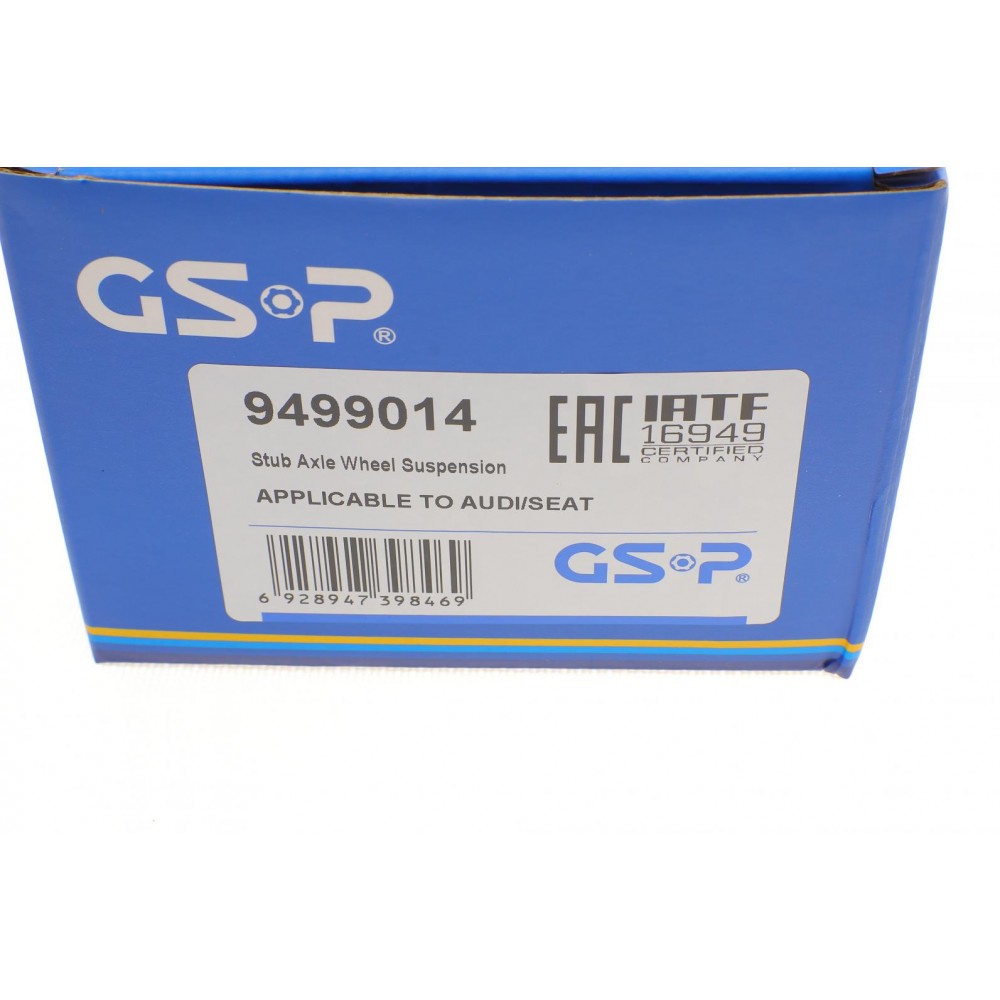 GSP®
9499014
EAC
IATF
16949
CERTIFIED
COMPANY
Stub Axle Wheel Suspension
APPLICABLE TO AUDI/SEAT
GSP®
6 928947 398469